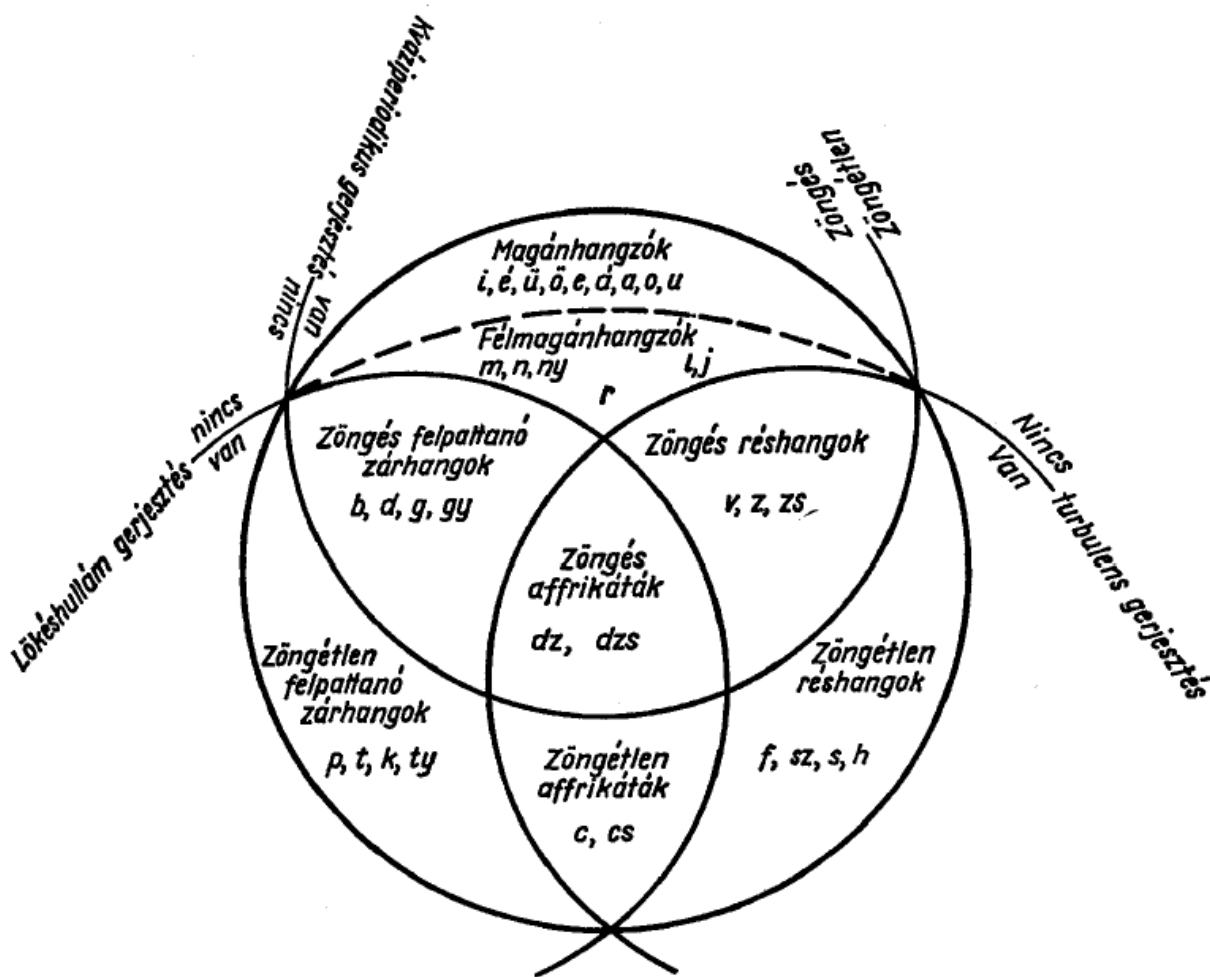 Kváziperiodikus gerjesztés van
nincs
Zöngétlen
Zöngés
Magánhangzók
i, é, ü, ö, e, á, a, o, u
Félmagánhangzók
m, n, ny
l, j
r
Lökéshullám gerjesztés nincs
van
Nincs turbulens gerjesztés
Van
Zöngés felpattanó
zárhangok
b, d, g, gy
Zöngés réshangok
v, z, zs
Zöngés
affrikáták
dz, dzs
Zöngétlen
felpattanó
zárhangok
p, t, k, ty
Zöngétlen
réshangok
f, sz, s, h
Zöngétlen
affrikáták
c, cs